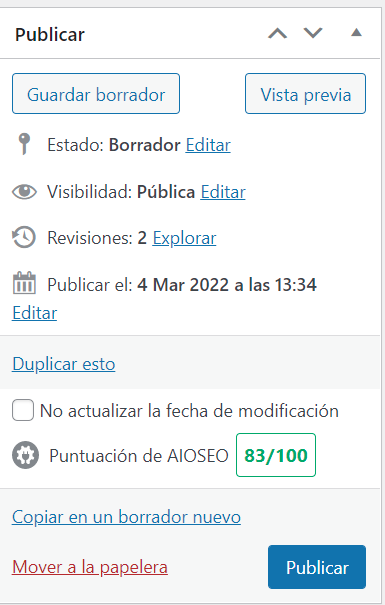 Publicar
Guardar borrador
Vista previa
Estado: Borrador Editar
Visibilidad: Pública Editar
Revisiones: 2 Explorar
Publicar el: 4 Mar 2022 a las 13:34
Editar
Duplicar esto
No actualizar la fecha de modificación
Puntuación de AIOSEO 83/100
Copiar en un borrador nuevo
Mover a la papelera
Publicar